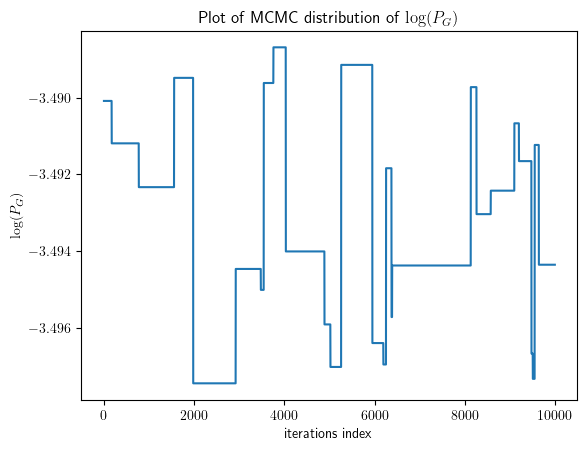 Plot of MCMC distribution of log(P_G)
log(P_G)
−3.490
−3.492
−3.494
−3.496
0 2000 4000 6000 8000 10000
iterations index